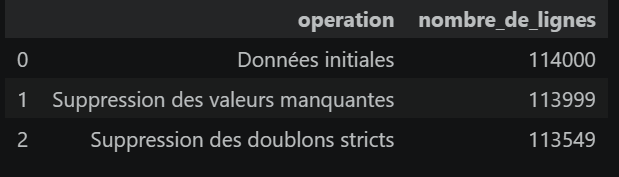 operation nombre_de_lignes
0 Données initiales 114000
1 Suppression des valeurs manquantes 113999
2 Suppression des doublons stricts 113549